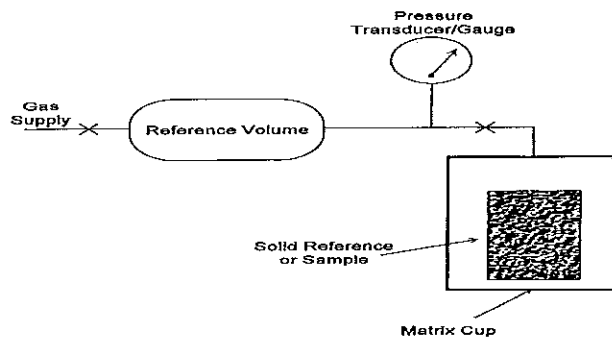 Pressure
Transducer/Gauge
Gas
Supply
Reference Volume
Solid Reference
or Sample
Matrix Cup